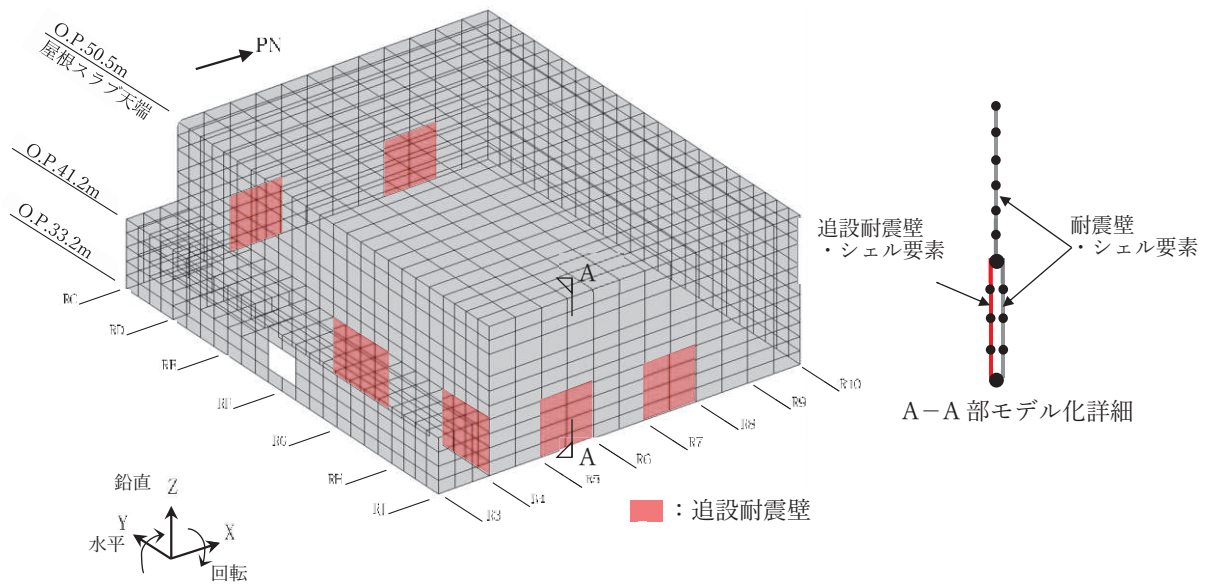 O.P.50.5m
屋根スラブ天端
PN
O.P.41.2m
O.P.33.2m
RC
RD
RE
RF
RG
RH
RI
R3
R4
R5
R6
R7
R8
R9
R10
A
A
追設耐震壁
・シェル要素
耐震壁
・シェル要素
A－A 部モデル化詳細
：追設耐震壁
鉛直
Z
Y
水平
X
回転